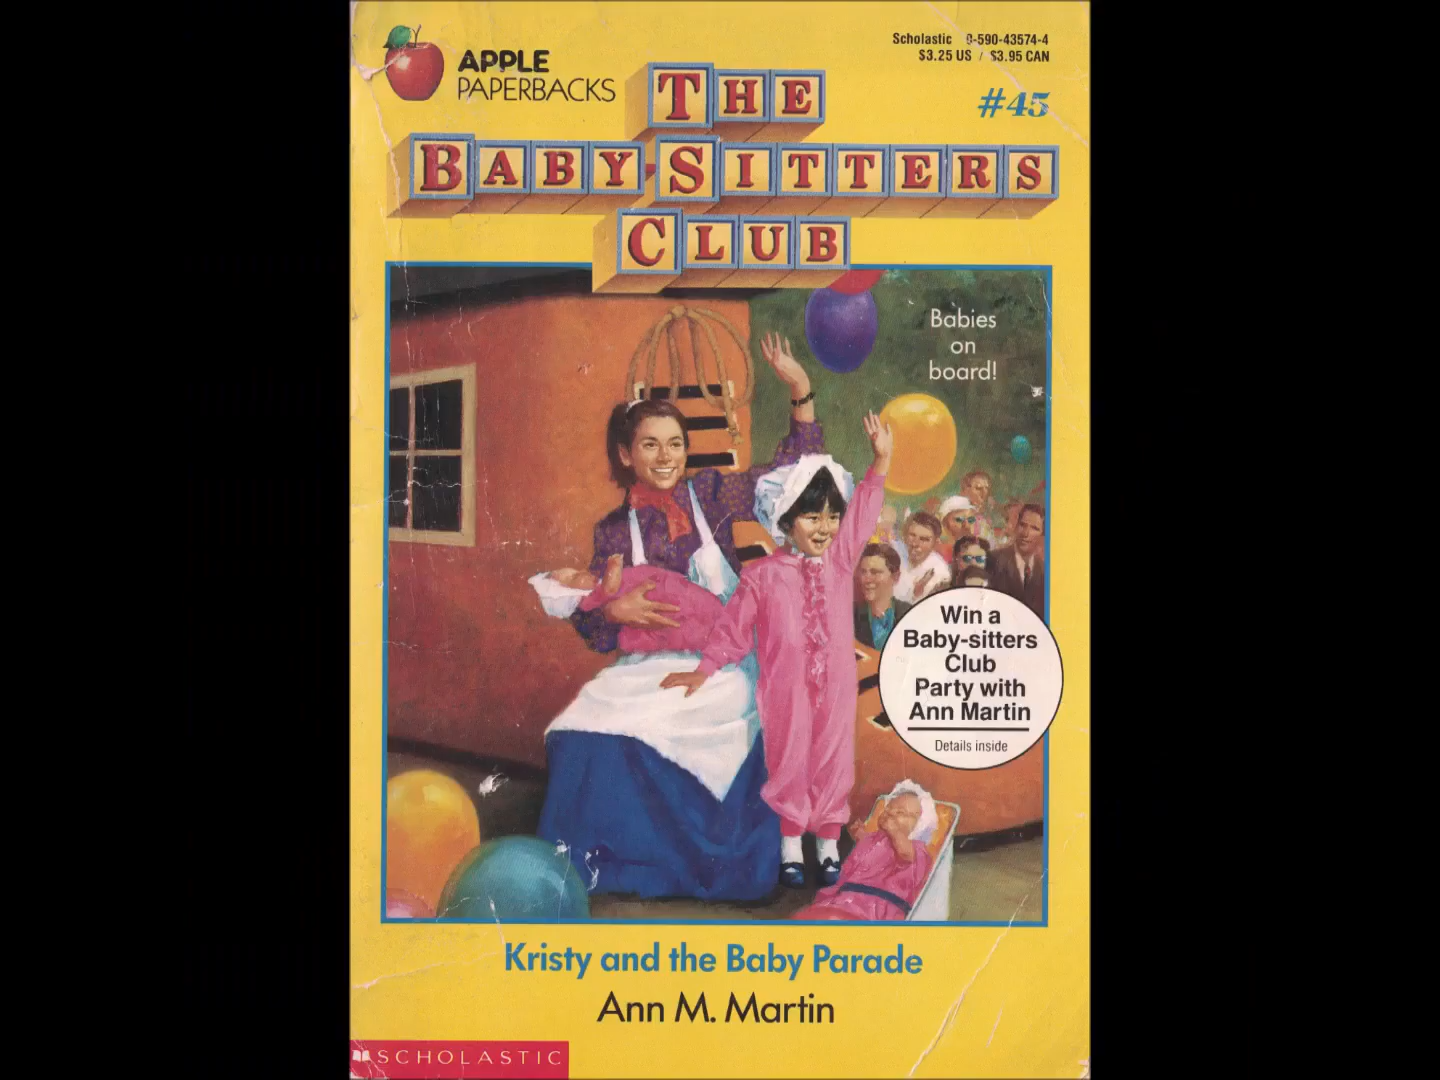 APPLE
PAPERBACKS
Scholastic 0-590-43574-4
$3.25 US / $3.95 CAN
#45
THE
BABY-SITTERS
CLUB
Babies
on
board!
Win a
Baby-sitters
Club
Party with
Ann Martin
Details inside
Kristy and the Baby Parade
Ann M. Martin
SCHOLASTIC